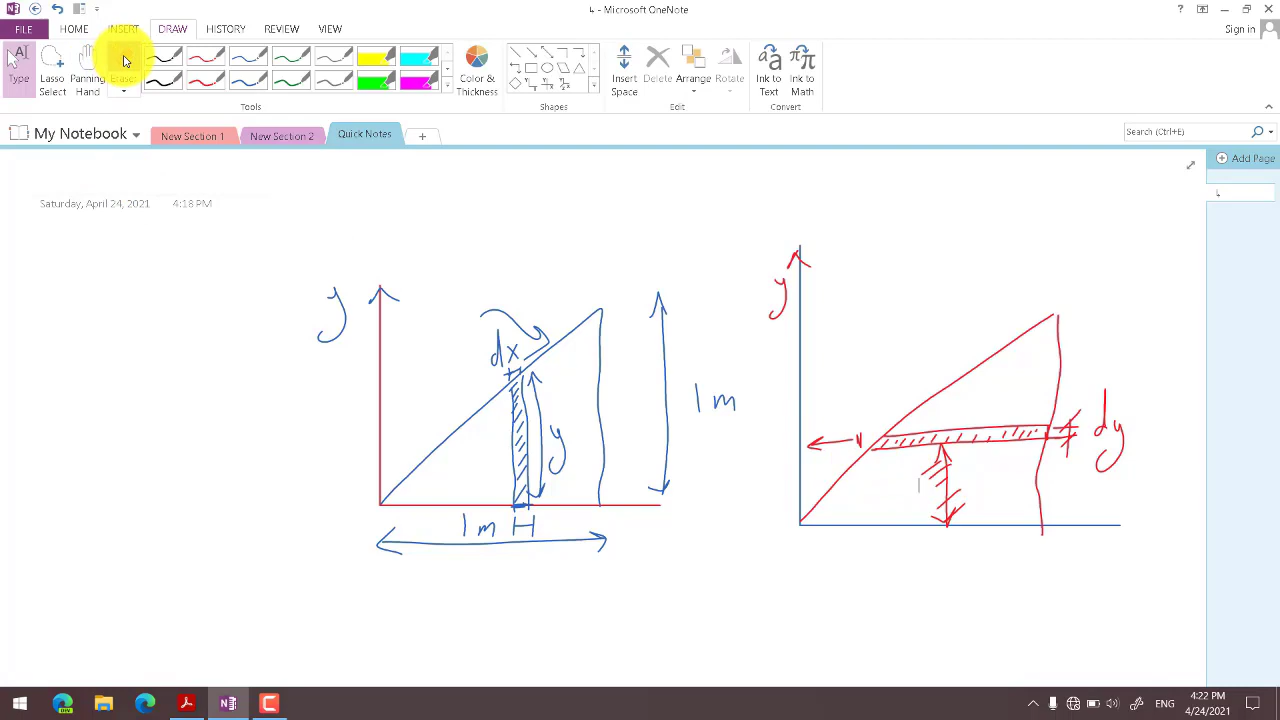 4 - Microsoft OneNote
FILE HOME INSERT DRAW HISTORY REVIEW VIEW
Sign in
Type Lasso Select Panning Hand Eraser Color & Thickness Insert Space Delete Arrange Rotate Ink to Text Ink to Math
Tools Shapes Edit Convert
My Notebook New Section 1 New Section 2 Quick Notes
Search (Ctrl+E)
Add Page
Saturday, April 24, 2021 4:18 PM
y
dx
y
1 m
1 m
y
dy
ENG
4:22 PM
4/24/2021